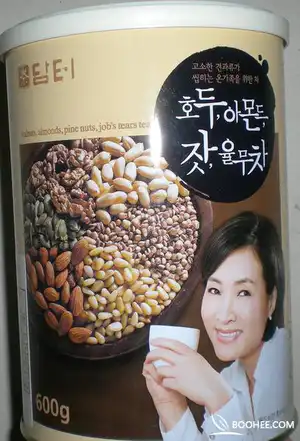 담터
고소한 견과류가
씹히는 온가족을 위한 차
호두, 아몬드,
잣, 율무차
almonds, pine nuts, job's tears tea
600g
BOOHEE.COM